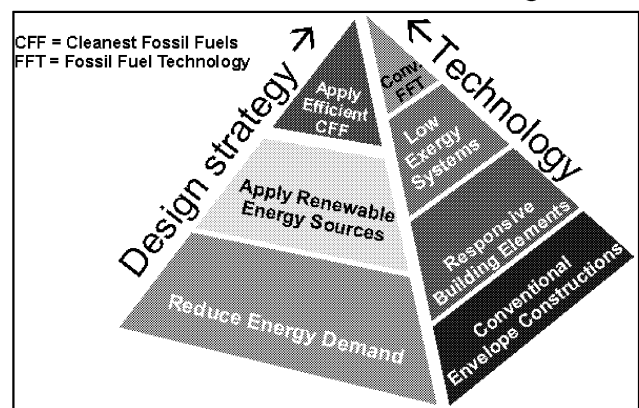 CFF = Cleanest Fossil Fuels
FFT = Fossil Fuel Technology
Design strategy
Technology
Apply
Efficient
CFF
Apply Renewable
Energy Sources
Reduce Energy Demand
Conv.
FFT
Low
Exergy
Systems
Responsive
Building Elements
Conventional
Envelope Constructions